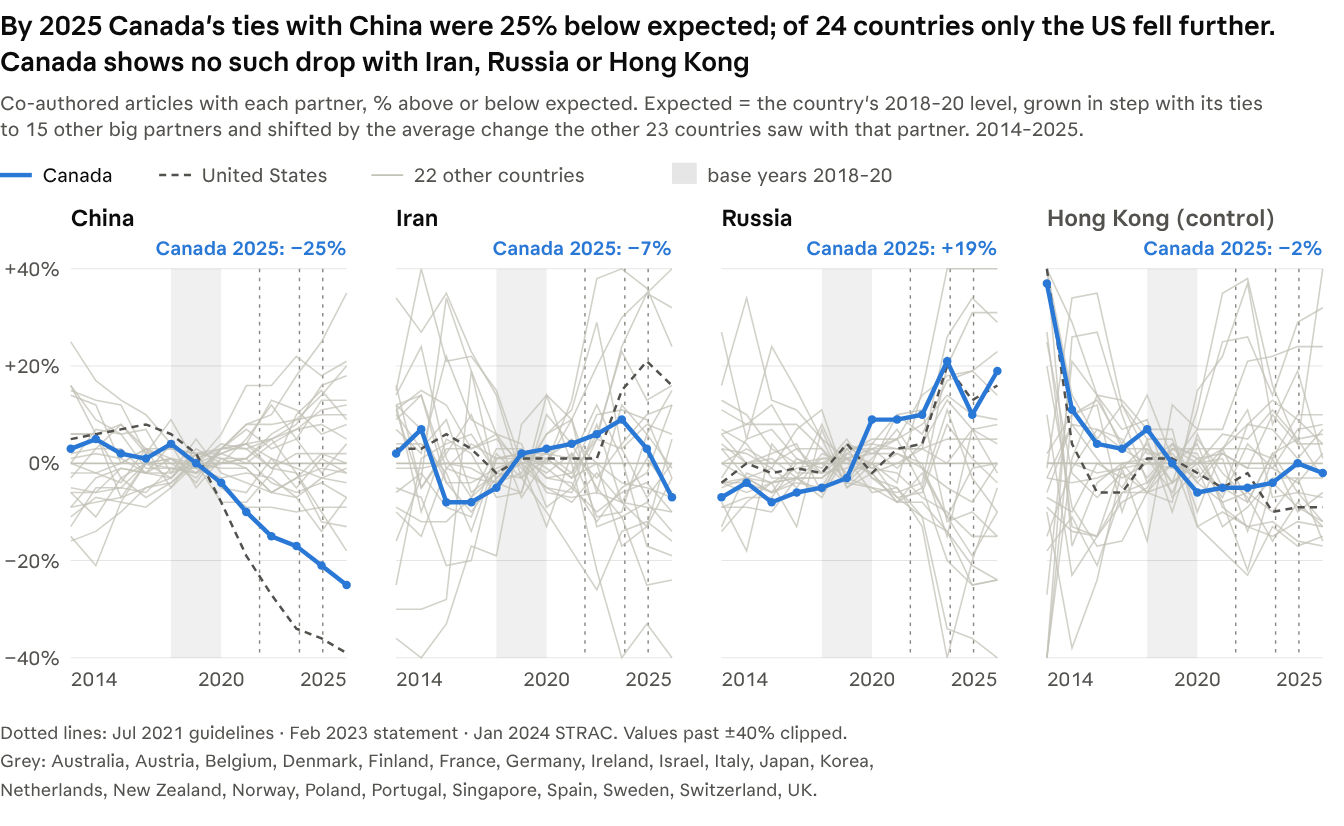 By 2025 Canada's ties with China were 25% below expected; of 24 countries only the US fell further.
Canada shows no such drop with Iran, Russia or Hong Kong
Co-authored articles with each partner, % above or below expected. Expected = the country's 2018–20 level, grown in step with its ties
to 15 other big partners and shifted by the average change the other 23 countries saw with that partner. 2014–2025.
Canada United States 22 other countries base years 2018–20
China Iran Russia Hong Kong (control)
Canada 2025: −25% Canada 2025: −7% Canada 2025: +19% Canada 2025: −2%
+40%
+20%
0%
−20%
−40%
2014 2020 2025 2014 2020 2025 2014 2020 2025 2014 2020 2025
Dotted lines: Jul 2021 guidelines · Feb 2023 statement · Jan 2024 STRAC. Values past ±40% clipped.
Grey: Australia, Austria, Belgium, Denmark, Finland, France, Germany, Ireland, Israel, Italy, Japan, Korea,
Netherlands, New Zealand, Norway, Poland, Portugal, Singapore, Spain, Sweden, Switzerland, UK.